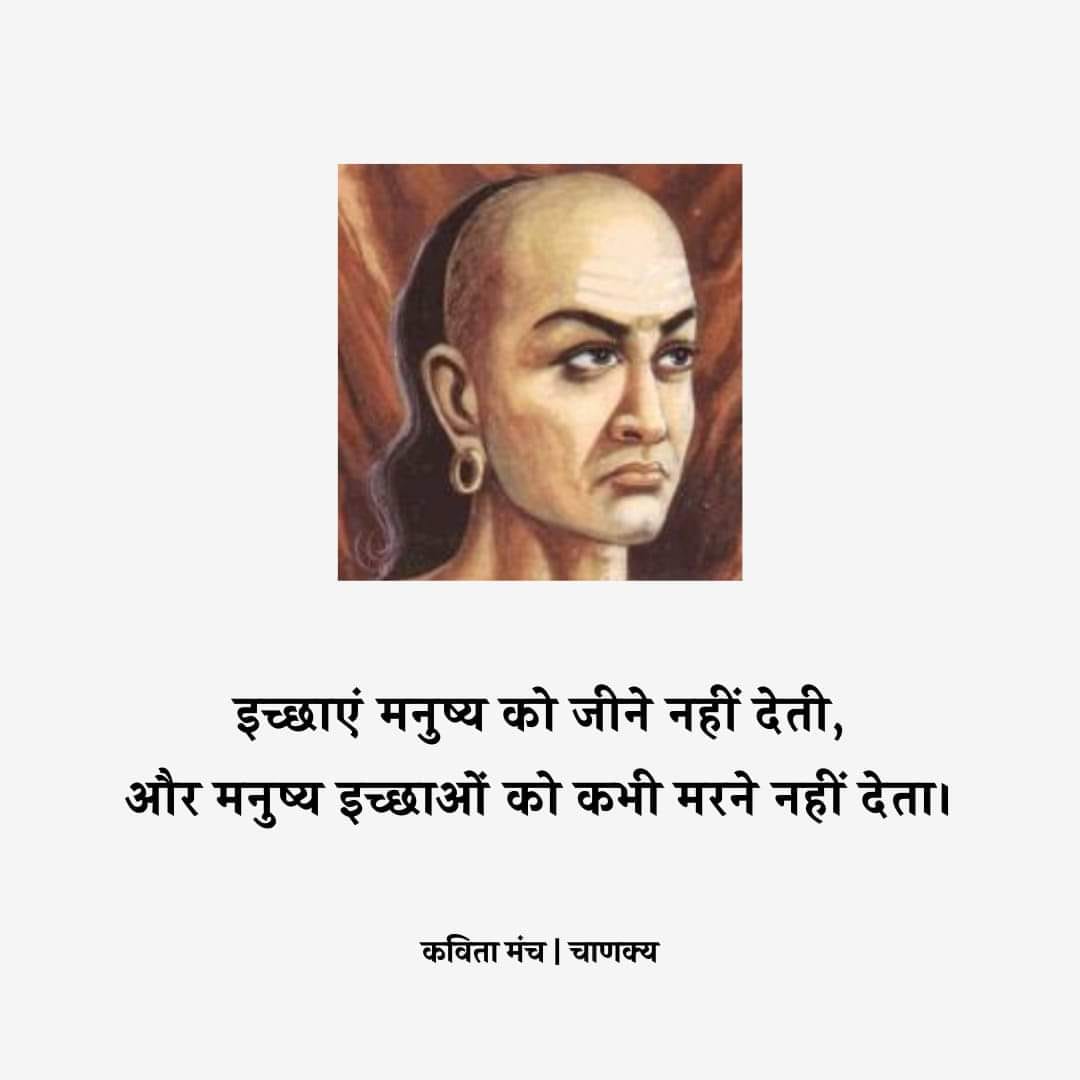 इच्छाएं मनुष्य को जीने नहीं देती,
और मनुष्य इच्छाओं को कभी मरने नहीं देता।
कविता मंच | चाणक्य